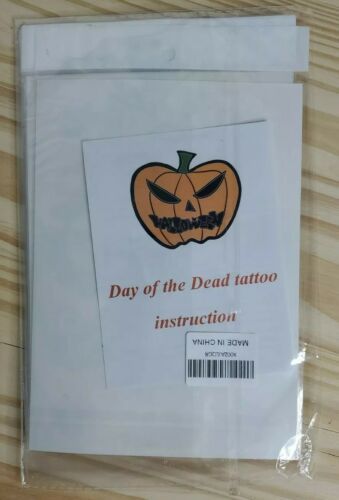 HALLOWEEN
Day of the Dead tattoo
instruction
MADE IN CHINA